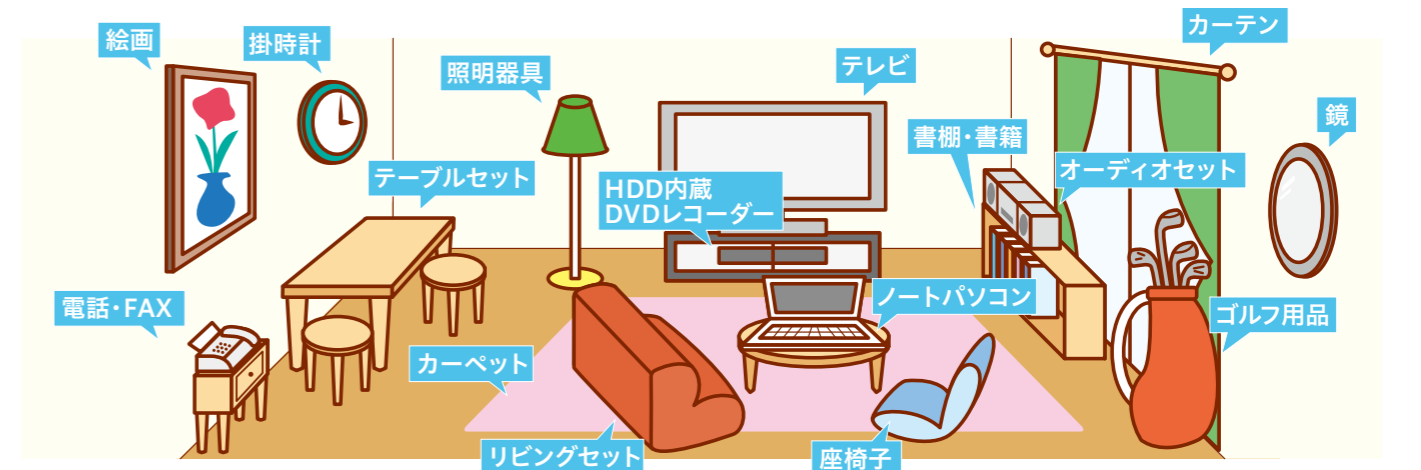 絵画
掛時計
照明器具
テレビ
カーテン
鏡
書棚・書籍
オーディオセット
テーブルセット
HDD内蔵
DVDレコーダー
電話・FAX
ノートパソコン
ゴルフ用品
カーペット
リビングセット
座椅子